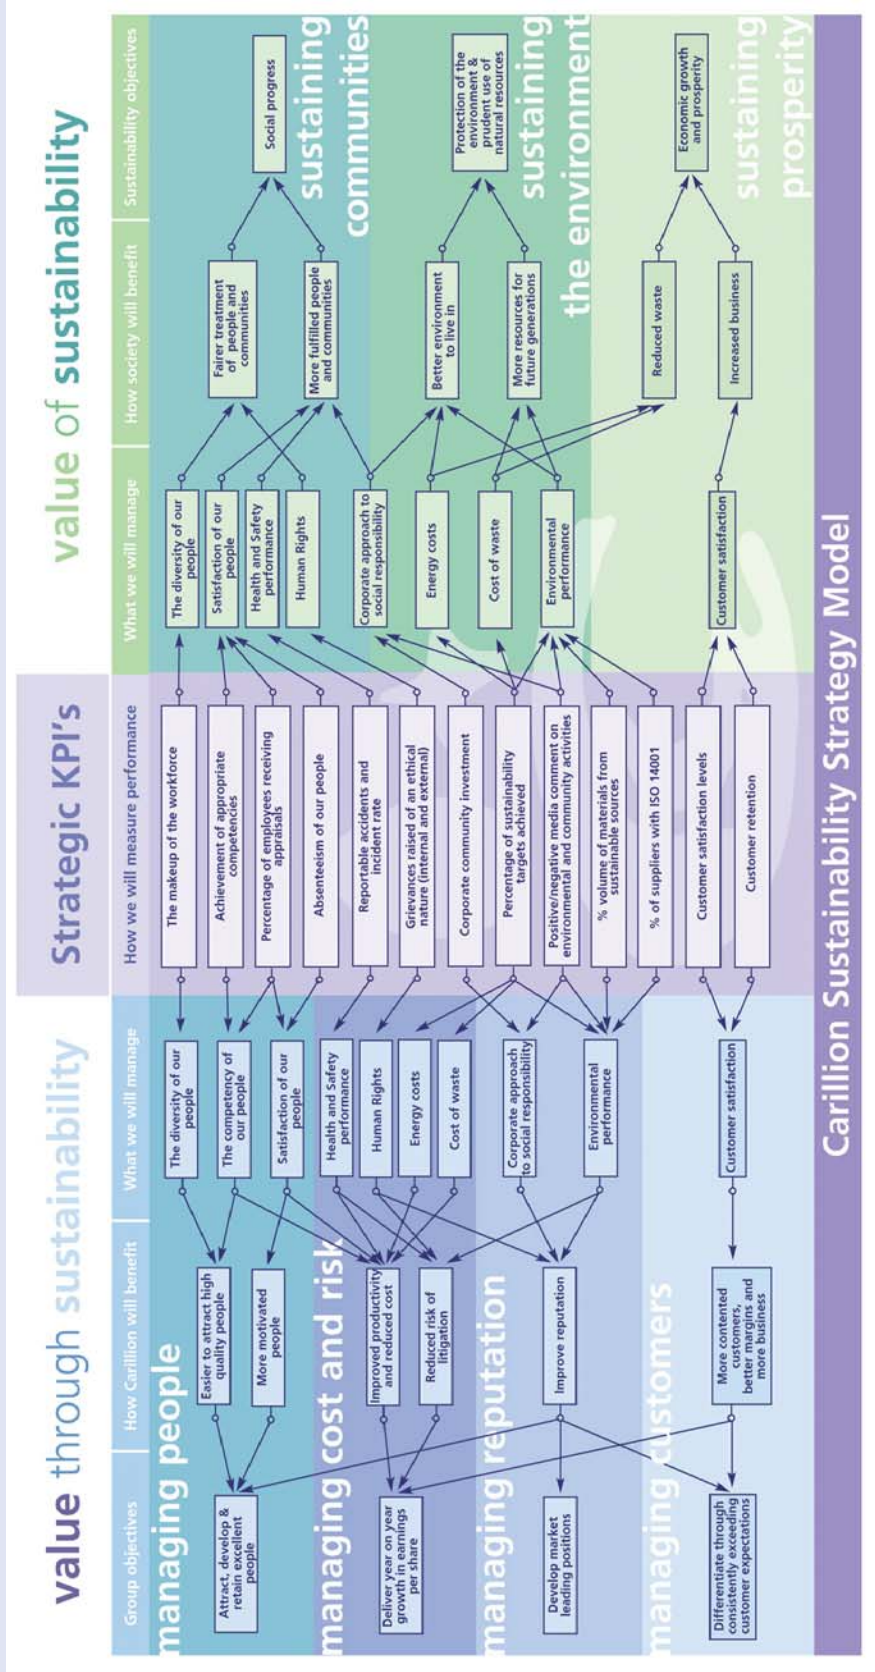 value through sustainability
Strategic KPI's
value of sustainability
Group objectives
How Carillion will benefit
What we will manage
How we will measure performance
What we will manage
How society will benefit
Sustainability objectives
managing people
managing cost and risk
managing reputation
managing customers
Attract, develop &
retain excellent
people
Deliver year on year
growth in earnings
per share
Develop market
leading positions
Differentiate through
consistently exceeding
customer expectations
Easier to attract high
quality people
More motivated
people
Improved productivity
and reduced cost
Reduced risk of
litigation
Improve reputation
More contented
customers,
better margins and
more business
The diversity of our
people
The competency of
our people
Satisfaction of our
people
Health and Safety
performance
Human Rights
Energy costs
Cost of waste
Corporate approach
to social responsibility
Environmental
performance
Customer satisfaction
The makeup of the workforce
Achievement of appropriate
competencies
Percentage of employees receiving
appraisals
Absenteeism of our people
Reportable accidents and
incident rate
Grievances raised of an ethical
nature (internal and external)
Corporate community investment
Percentage of sustainability
targets achieved
Positive/negative media comment on
environmental and community activities
% volume of materials from
sustainable sources
% of suppliers with ISO 14001
Customer satisfaction levels
Customer retention
The diversity of our
people
Satisfaction of our
people
Health and Safety
performance
Human Rights
Corporate approach to
social responsibility
Energy costs
Cost of waste
Environmental
performance
Customer satisfaction
Fairer treatment
of people and
communities
More fulfilled people
and communities
Better environment
to live in
More resources for
future generations
Reduced waste
Increased business
Social progress
Protection of the
environment &
prudent use of
natural resources
Economic growth
and prosperity
sustaining
communities
sustaining
the environment
sustaining
prosperity
Carillion Sustainability Strategy Model